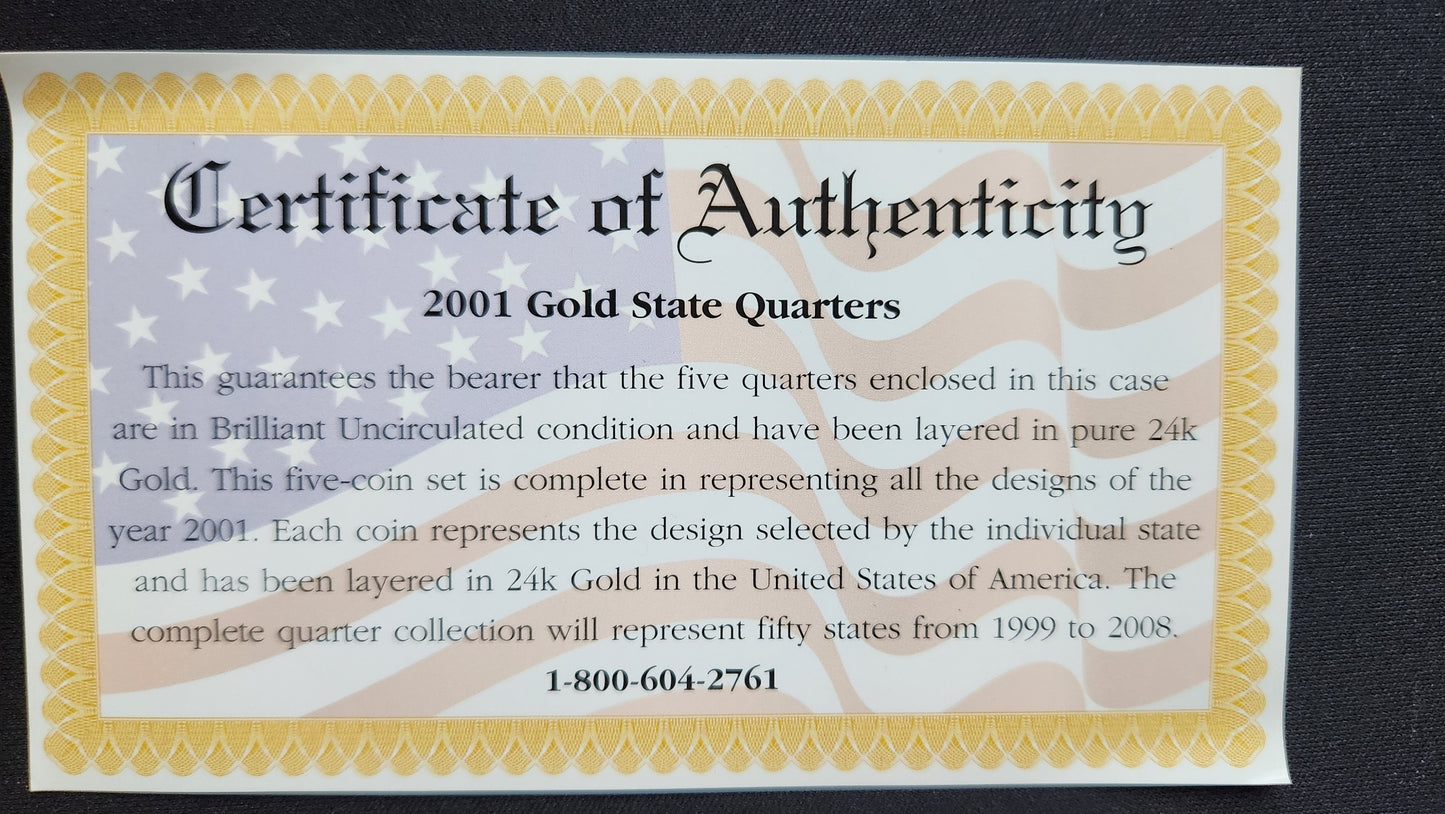 Certificate of Authenticity
2001 Gold State Quarters
This guarantees the bearer that the five quarters enclosed in this case
are in Brilliant Uncirculated condition and have been layered in pure 24k
Gold. This five-coin set is complete in representing all the designs of the
year 2001. Each coin represents the design selected by the individual state
and has been layered in 24k Gold in the United States of America. The
complete quarter collection will represent fifty states from 1999 to 2008.
1-800-604-2761